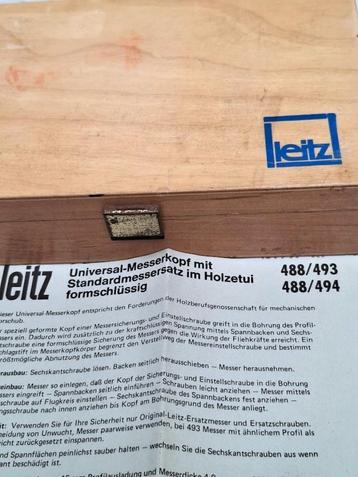 leitz
leitz
Universal-Messerkopf mit
Standardmessersatz im Holzetui
formschlüssig
488/493
488/494
ieser Universal-Messerkopf entspricht den Forderungen der Holzberufsgenossenschaft für mechanischen
orschub.
er speziell geformte Kopf einer Messersicherungs- und Einstellschraube greift in die Bohrung des Profil-
essers ein. Dadurch wird zusätzlich zu der kraftschlüssigen Spannung mittels Spannbacken und Sechs-
schraube eine formschlüssige Sicherung des Messers gegen die Wirkung der Fliehkräfte erreicht. Ein
chlagstift im Messerkopfkörper begrenzt den Verstellweg der Messereinstellschraube und bestimmt
rößtmögliche Abnutzung des Messers.
erausbau: Sechskantschraube lösen. Backen seitlich herausschieben – Messer herausnehmen.
einbau: Messer so einlegen, daß der Kopf der Sicherungs- und Einstellschraube in die Bohrung
essers eingreift – Spannbacken seitlich einführen – Schrauben leicht anziehen – Messer mittels
schraube auf Flugkreis einstellen – Sechskantschraube des Spannbackens fest anziehen –
ngsschraube nach innen anziehen bis Kopf am Bohrungsgrund des Messer anliegt.
it: Verwenden Sie für Ihre Sicherheit nur Original-Leitz-Ersatzmesser und Ersatzschrauben.
eidung von Unwucht, Messer paarweise verwenden, bei 493 Messer mit ähnlichem Profil als
icht zurückgesetzt einspannen.
und Spannflächen peinlichst sauber halten – wechseln Sie die Sechskantschrauben aus wenn
ant beschädigt ist.